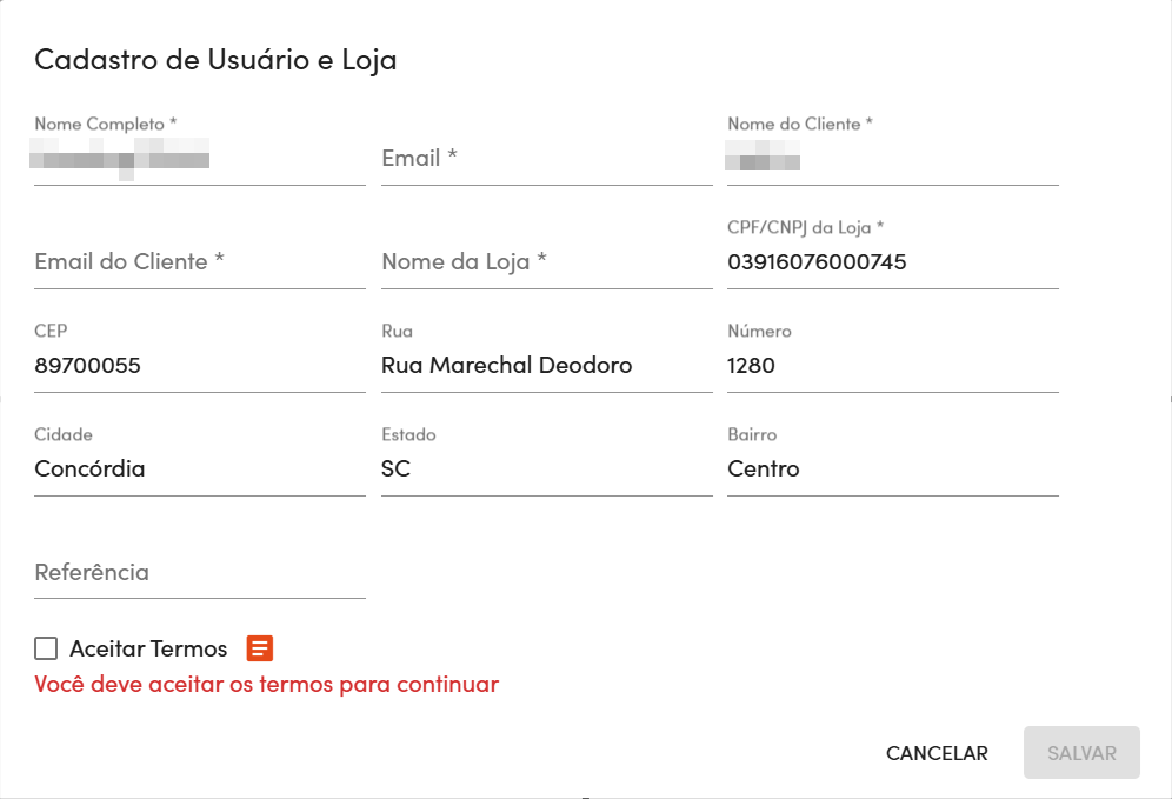 Cadastro de Usuário e Loja
Nome Completo *
Email *
Nome do Cliente *
Email do Cliente *
Nome da Loja *
CPF/CNPJ da Loja *
03916076000745
CEP
89700055
Rua
Rua Marechal Deodoro
Número
1280
Cidade
Concórdia
Estado
SC
Bairro
Centro
Referência
Aceitar Termos
Você deve aceitar os termos para continuar
CANCELAR
SALVAR